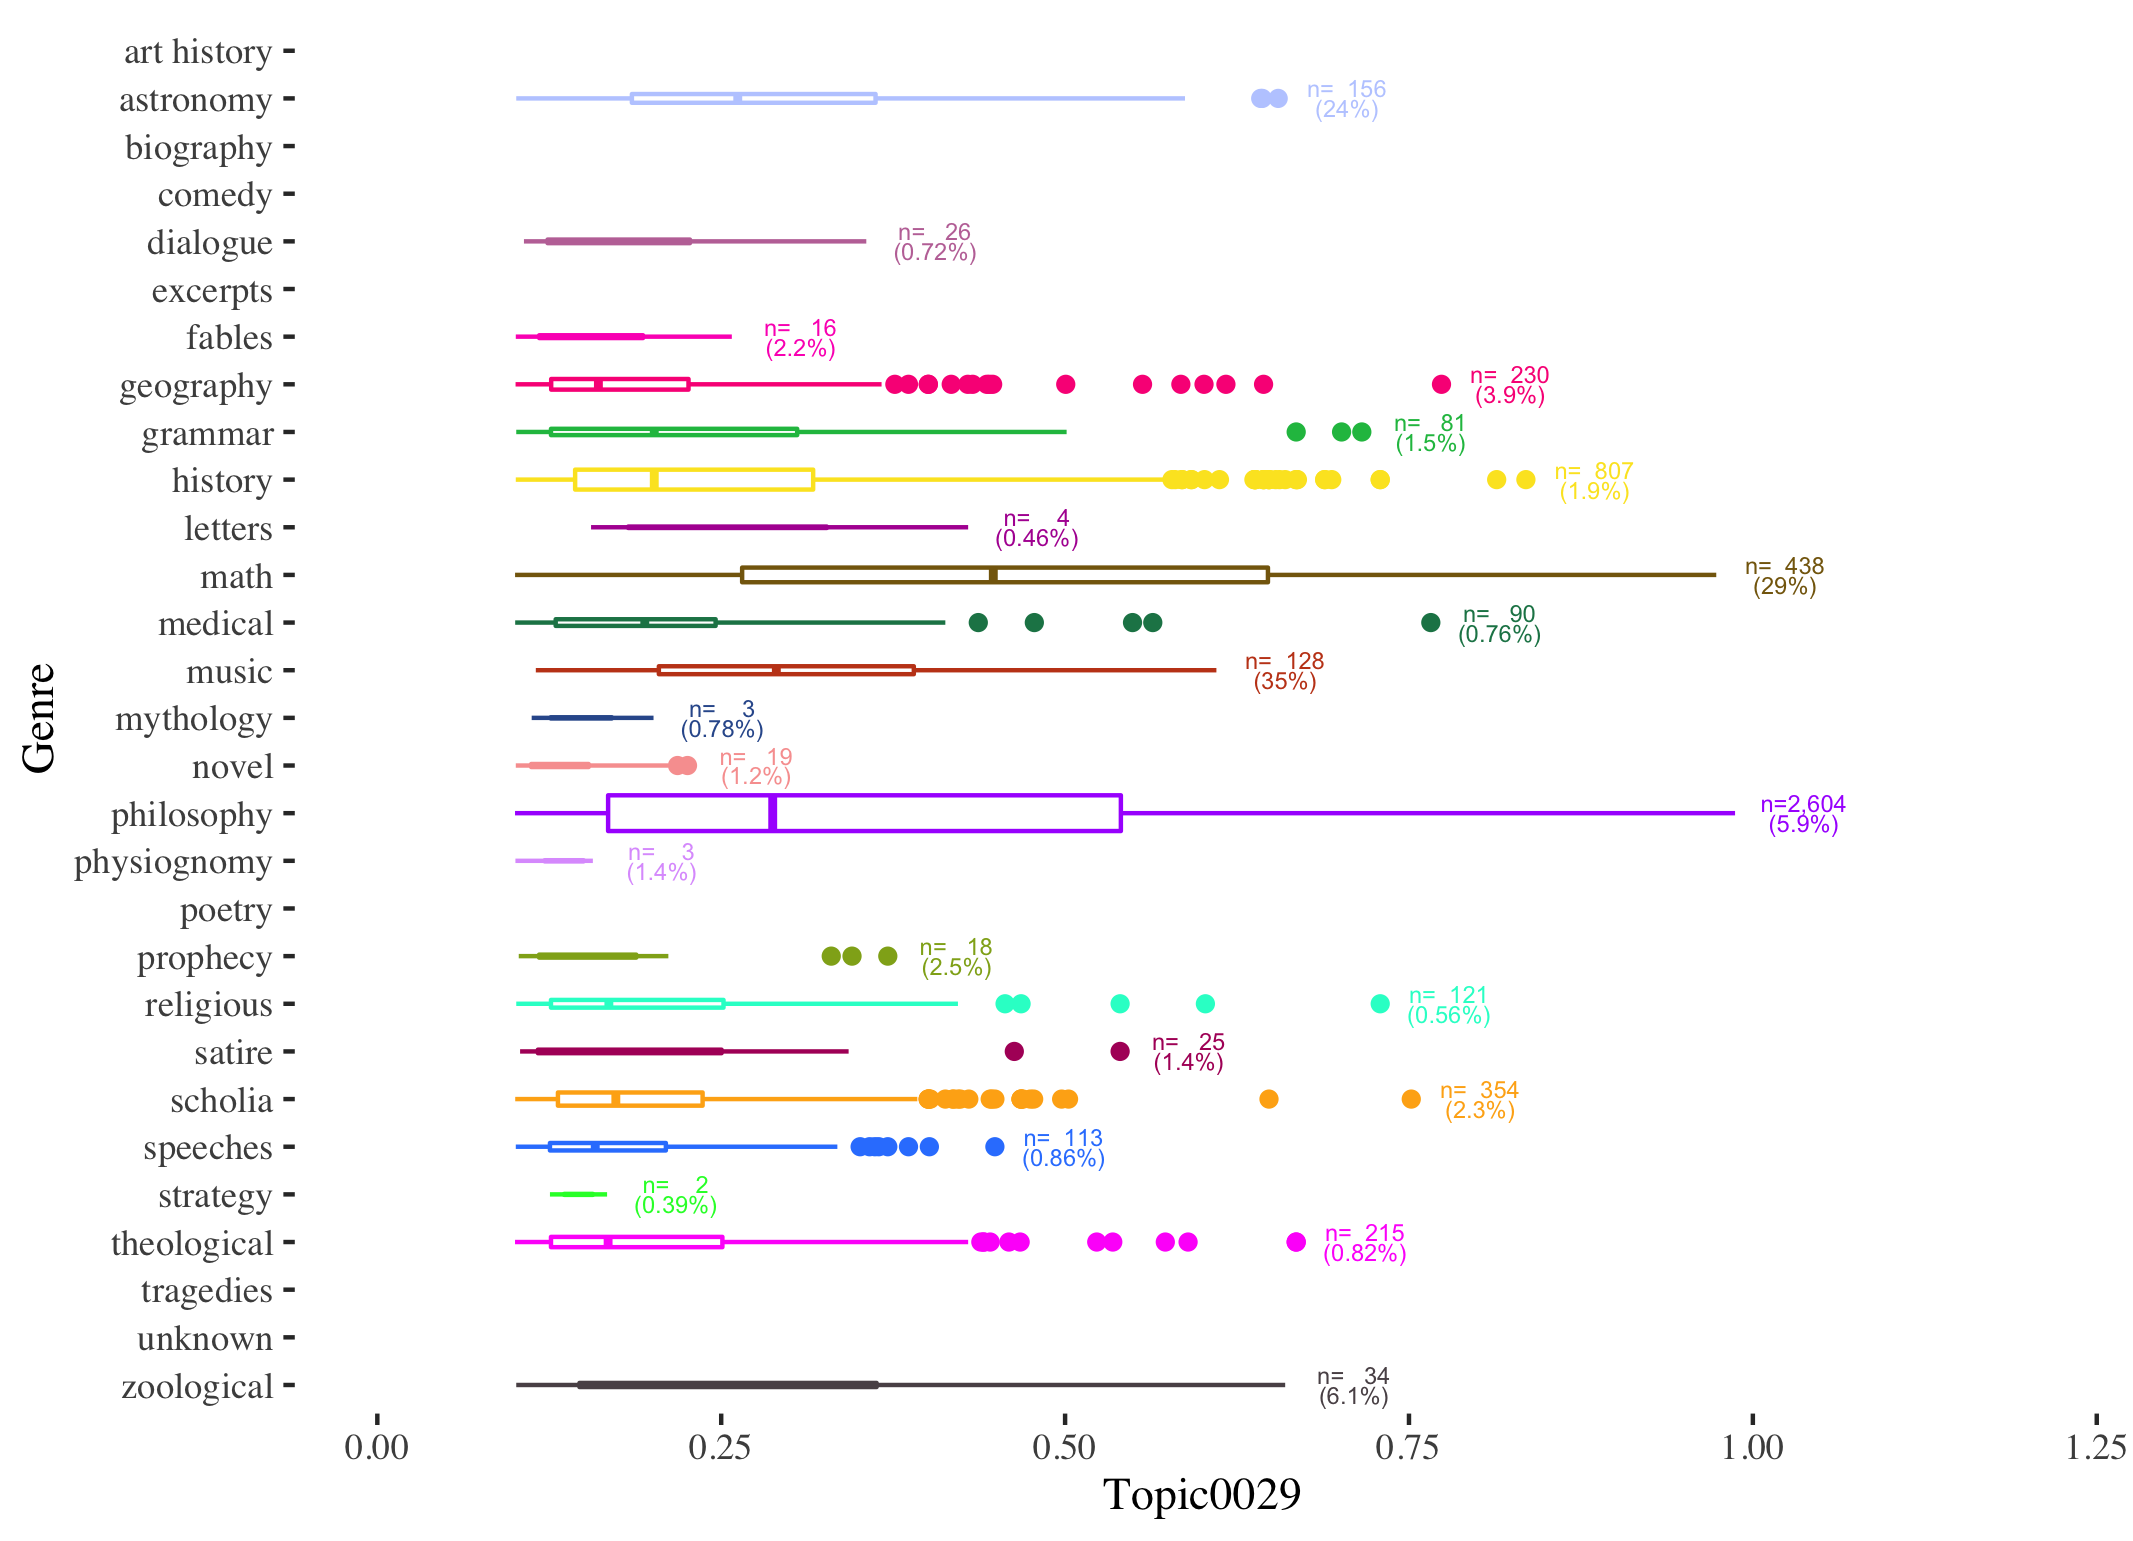 art history
astronomy
n= 156
(24%)
biography
comedy
dialogue
n= 26
(0.72%)
excerpts
fables
n= 16
(2.2%)
geography
n= 230
(3.9%)
grammar
n= 81
(1.5%)
history
n= 807
(1.9%)
letters
n= 4
(0.46%)
math
n= 438
(29%)
medical
n= 90
(0.76%)
music
n= 128
(35%)
mythology
n= 3
(0.78%)
novel
n= 19
(1.2%)
philosophy
n=2,604
(5.9%)
physiognomy
n= 3
(1.4%)
poetry
prophecy
n= 18
(2.5%)
religious
n= 121
(0.56%)
satire
n= 25
(1.4%)
scholia
n= 354
(2.3%)
speeches
n= 113
(0.86%)
strategy
n= 2
(0.39%)
theological
n= 215
(0.82%)
tragedies
unknown
zoological
n= 34
(6.1%)
Genre
0.00 0.25 0.50 0.75 1.00 1.25
Topic0029